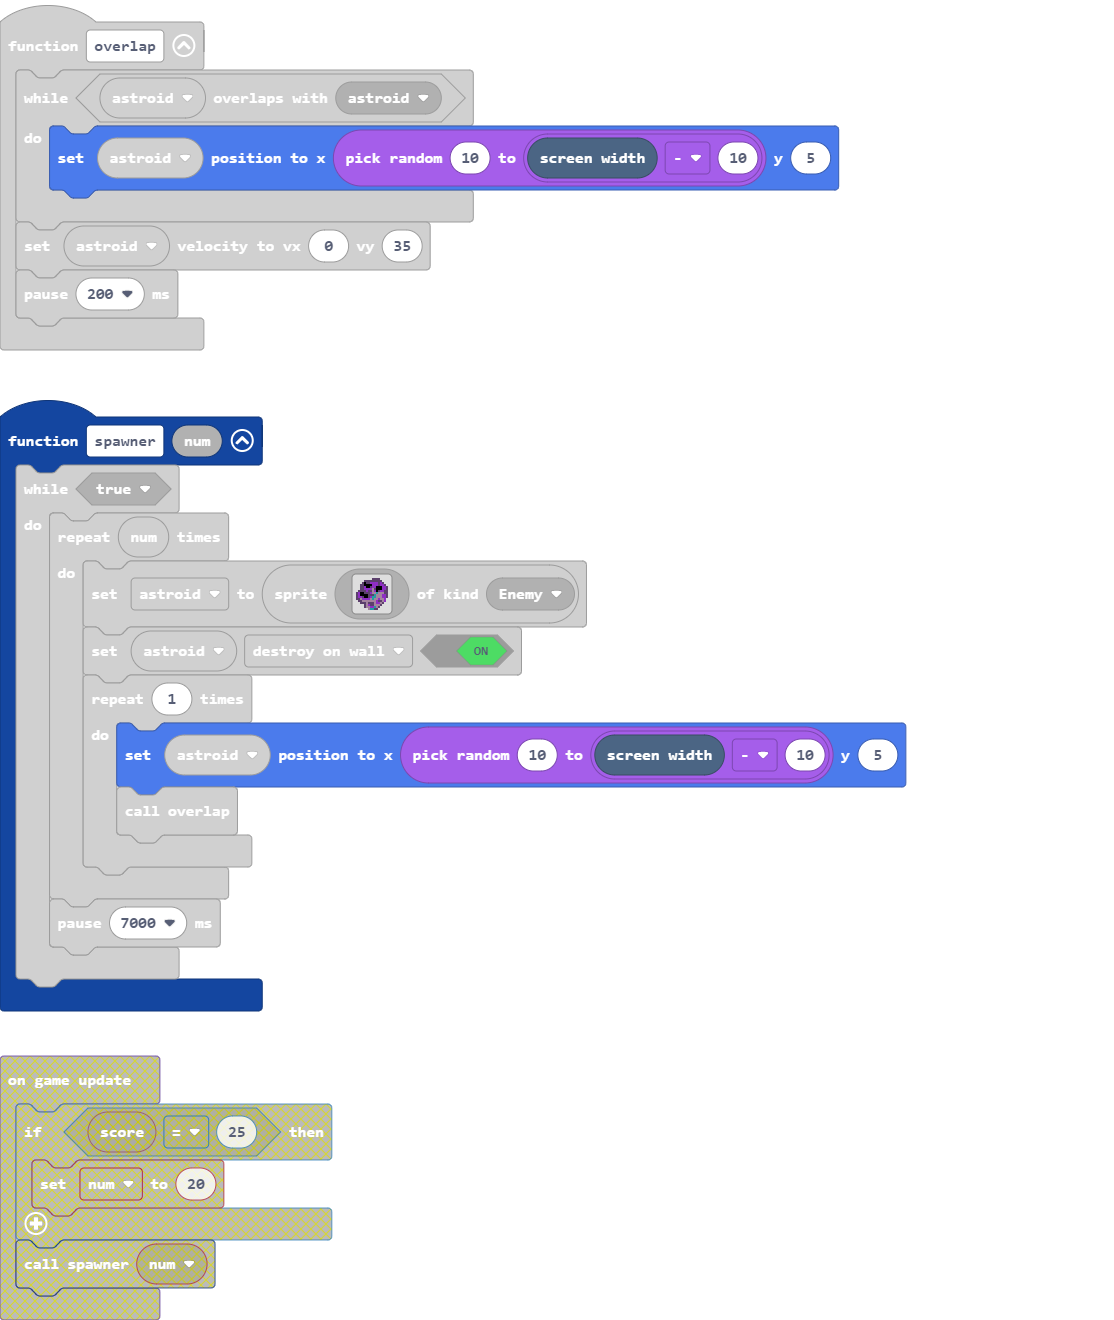 function overlap
while astroid overlaps with astroid
do
set astroid position to x pick random 10 to screen width - 10 y 5
set astroid velocity to vx 0 vy 35
pause 200 ms
function spawner num
while true
do
repeat num times
do
set astroid to sprite of kind Enemy
set astroid destroy on wall ON
repeat 1 times
do
set astroid position to x pick random 10 to screen width - 10 y 5
call overlap
pause 7000 ms
on game update
if score = 25 then
set num to 20
call spawner num